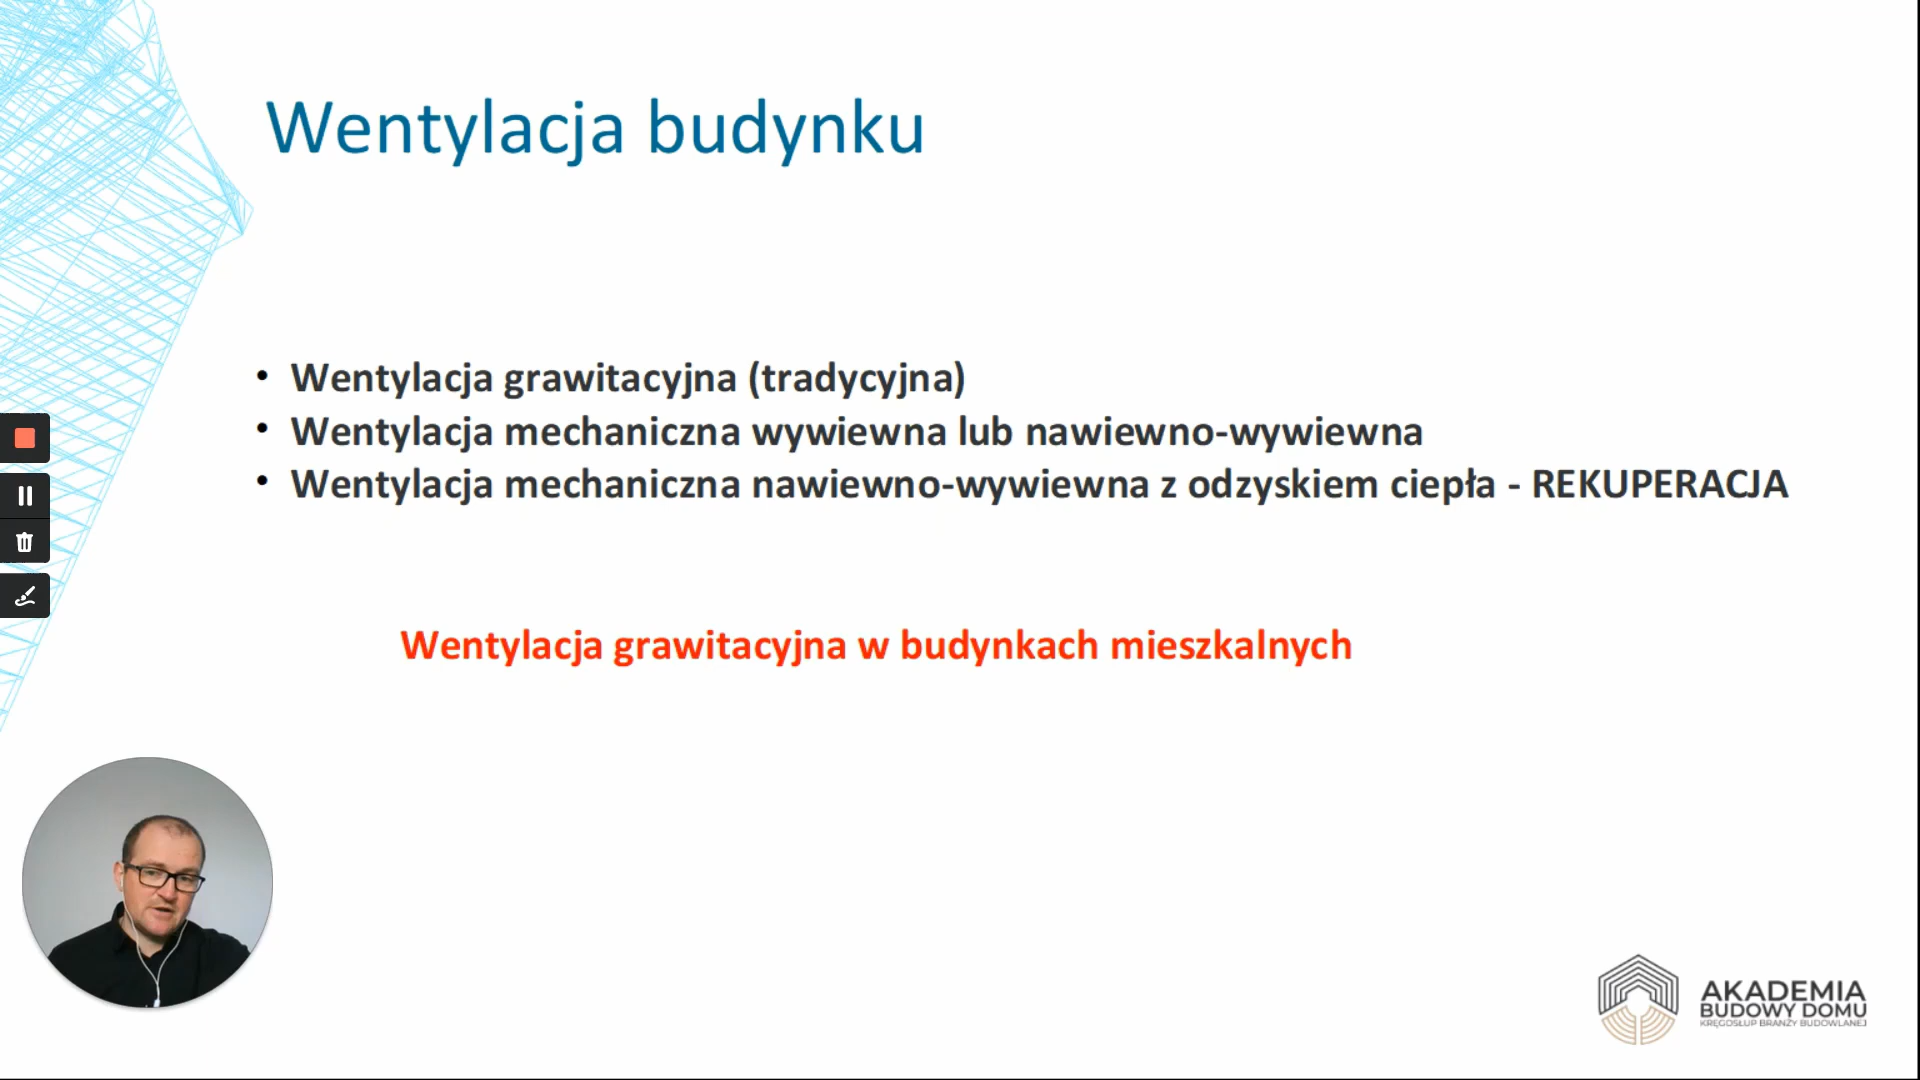 Wentylacja budynku
• Wentylacja grawitacyjna (tradycyjna)
• Wentylacja mechaniczna wywiewna lub nawiewno-wywiewna
• Wentylacja mechaniczna nawiewno-wywiewna z odzyskiem ciepła - REKUPERACJA
Wentylacja grawitacyjna w budynkach mieszkalnych
AKADEMIA
BUDOWY DOMU
KRĘGOSŁUP BRANŻY BUDOWLANEJ